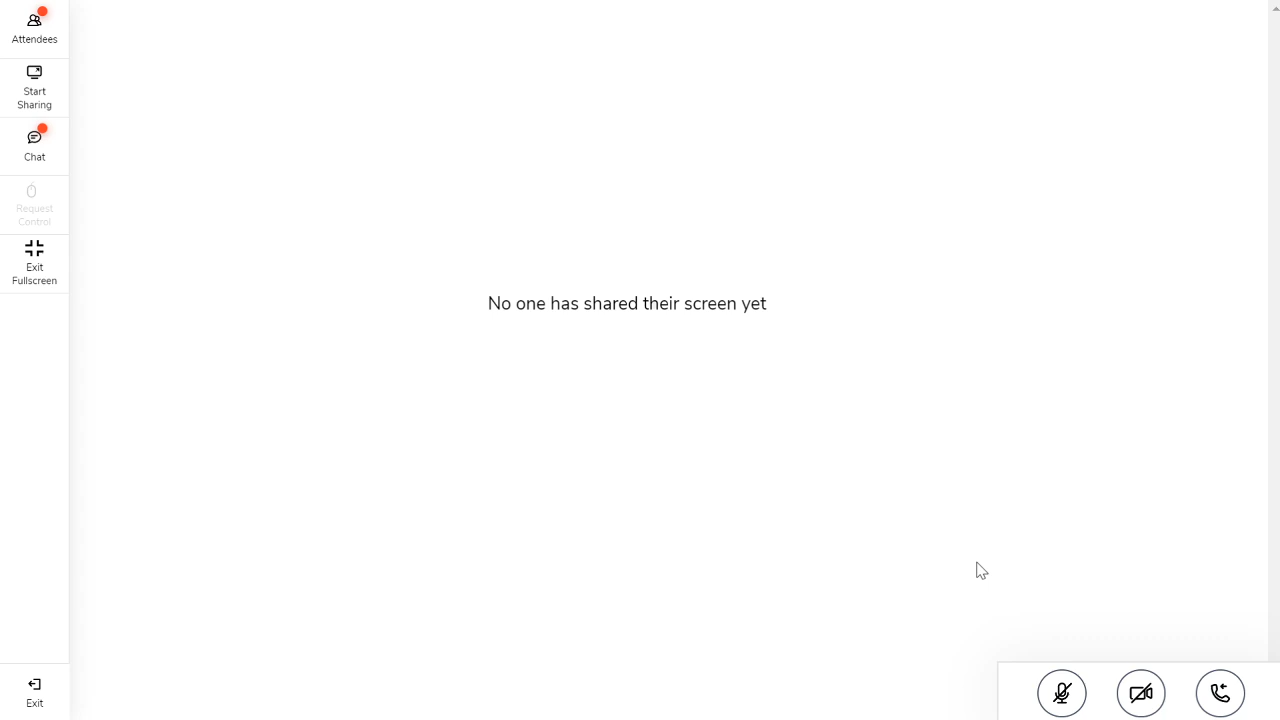 Attendees
Start
Sharing
Chat
Request
Control
Exit
Fullscreen
No one has shared their screen yet
Exit